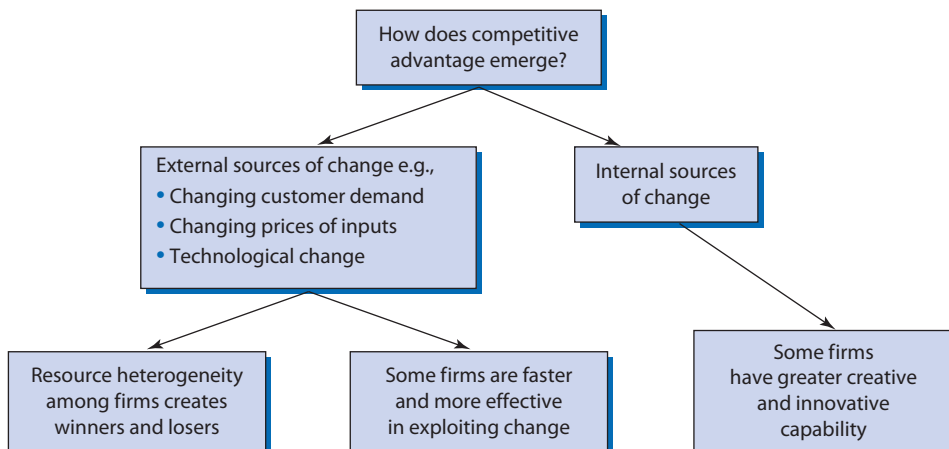 How does competitive
advantage emerge?
External sources of change e.g.,
• Changing customer demand
• Changing prices of inputs
• Technological change
Internal sources
of change
Resource heterogeneity
among firms creates
winners and losers
Some firms are faster
and more effective
in exploiting change
Some firms
have greater creative
and innovative
capability